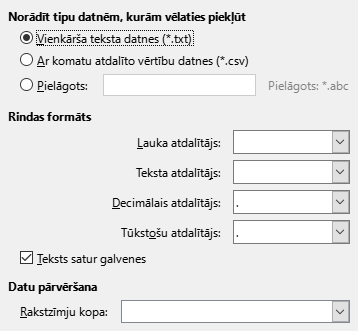 Norādīt tipu datnēm, kurām vēlaties piekļūt
Vienkārša teksta datnes (*.txt)
Ar komatu atdalīto vērtību datnes (*.csv)
Pielāgots:
Pielāgots: *.abc
Rindas formāts
Lauka atdalītājs:
Teksta atdalītājs:
Decimālais atdalītājs: .
Tūkstošu atdalītājs: .
Teksts satur galvenes
Datu pārvēršana
Rakstzīmju kopa: